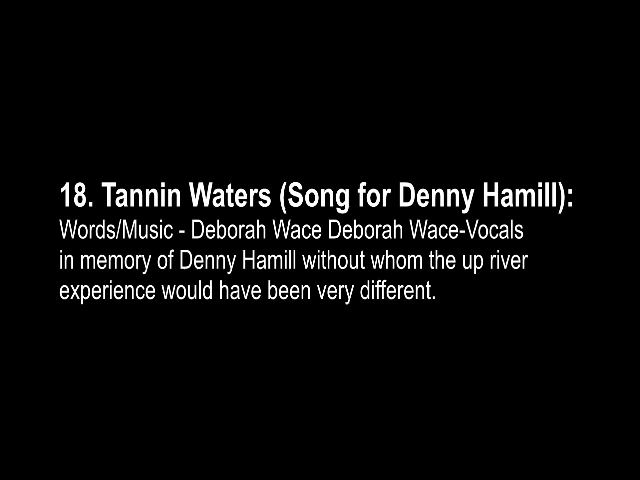 18. Tannin Waters (Song for Denny Hamill):
Words/Music - Deborah Wace Deborah Wace-Vocals
in memory of Denny Hamill without whom the up river
experience would have been very different.